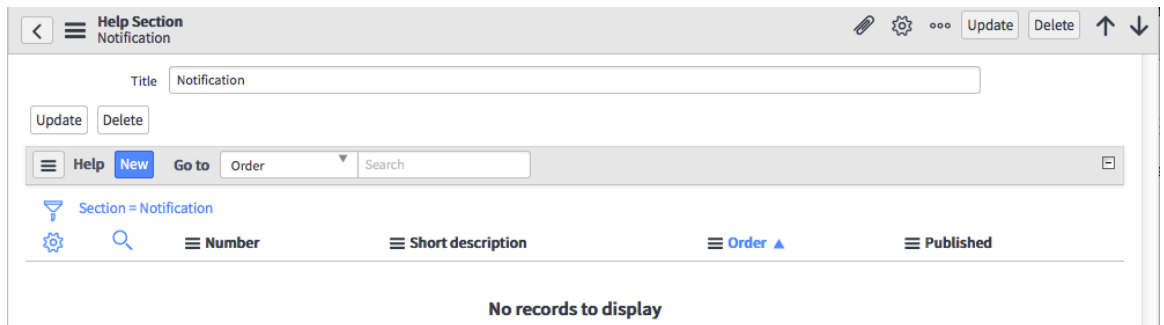 Help Section
Notification
Update Delete
Title Notification
Update Delete
Help New Go to Order Search
Section = Notification
Number Short description Order Published
No records to display